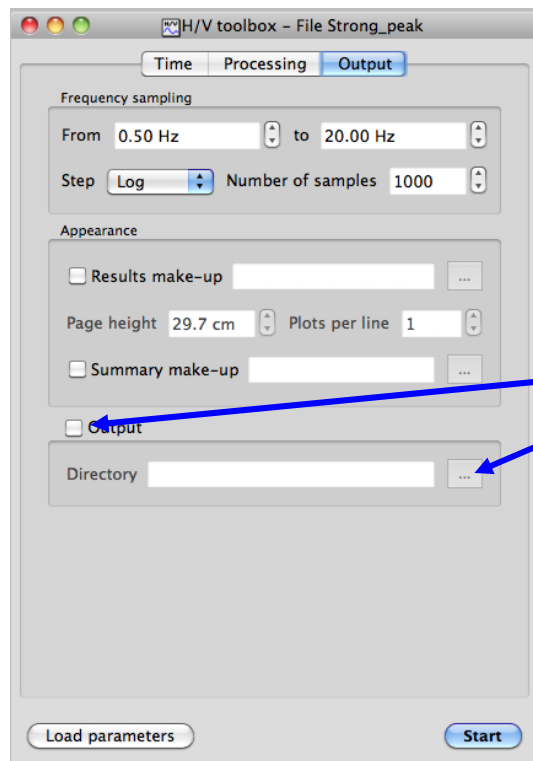 H/V toolbox – File Strong_peak
Time Processing Output
Frequency sampling
From 0.50 Hz to 20.00 Hz
Step Log Number of samples 1000
Appearance
Results make-up ...
Page height 29.7 cm Plots per line 1
Summary make-up ...
Output
Directory ...
Load parameters Start